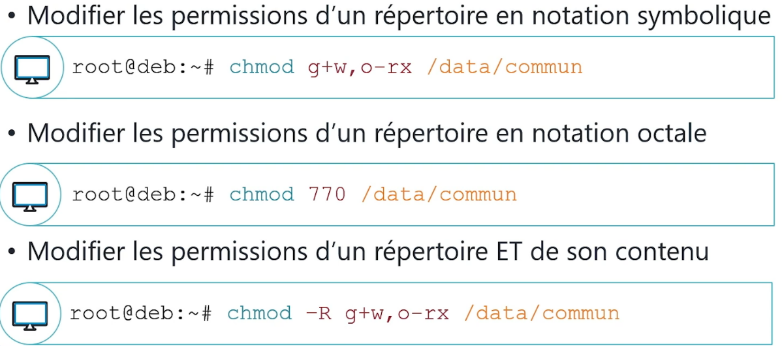 • Modifier les permissions d’un répertoire en notation symbolique
root@deb:~# chmod g+w,o-rx /data/commun
• Modifier les permissions d’un répertoire en notation octale
root@deb:~# chmod 770 /data/commun
• Modifier les permissions d’un répertoire ET de son contenu
root@deb:~# chmod -R g+w,o-rx /data/commun